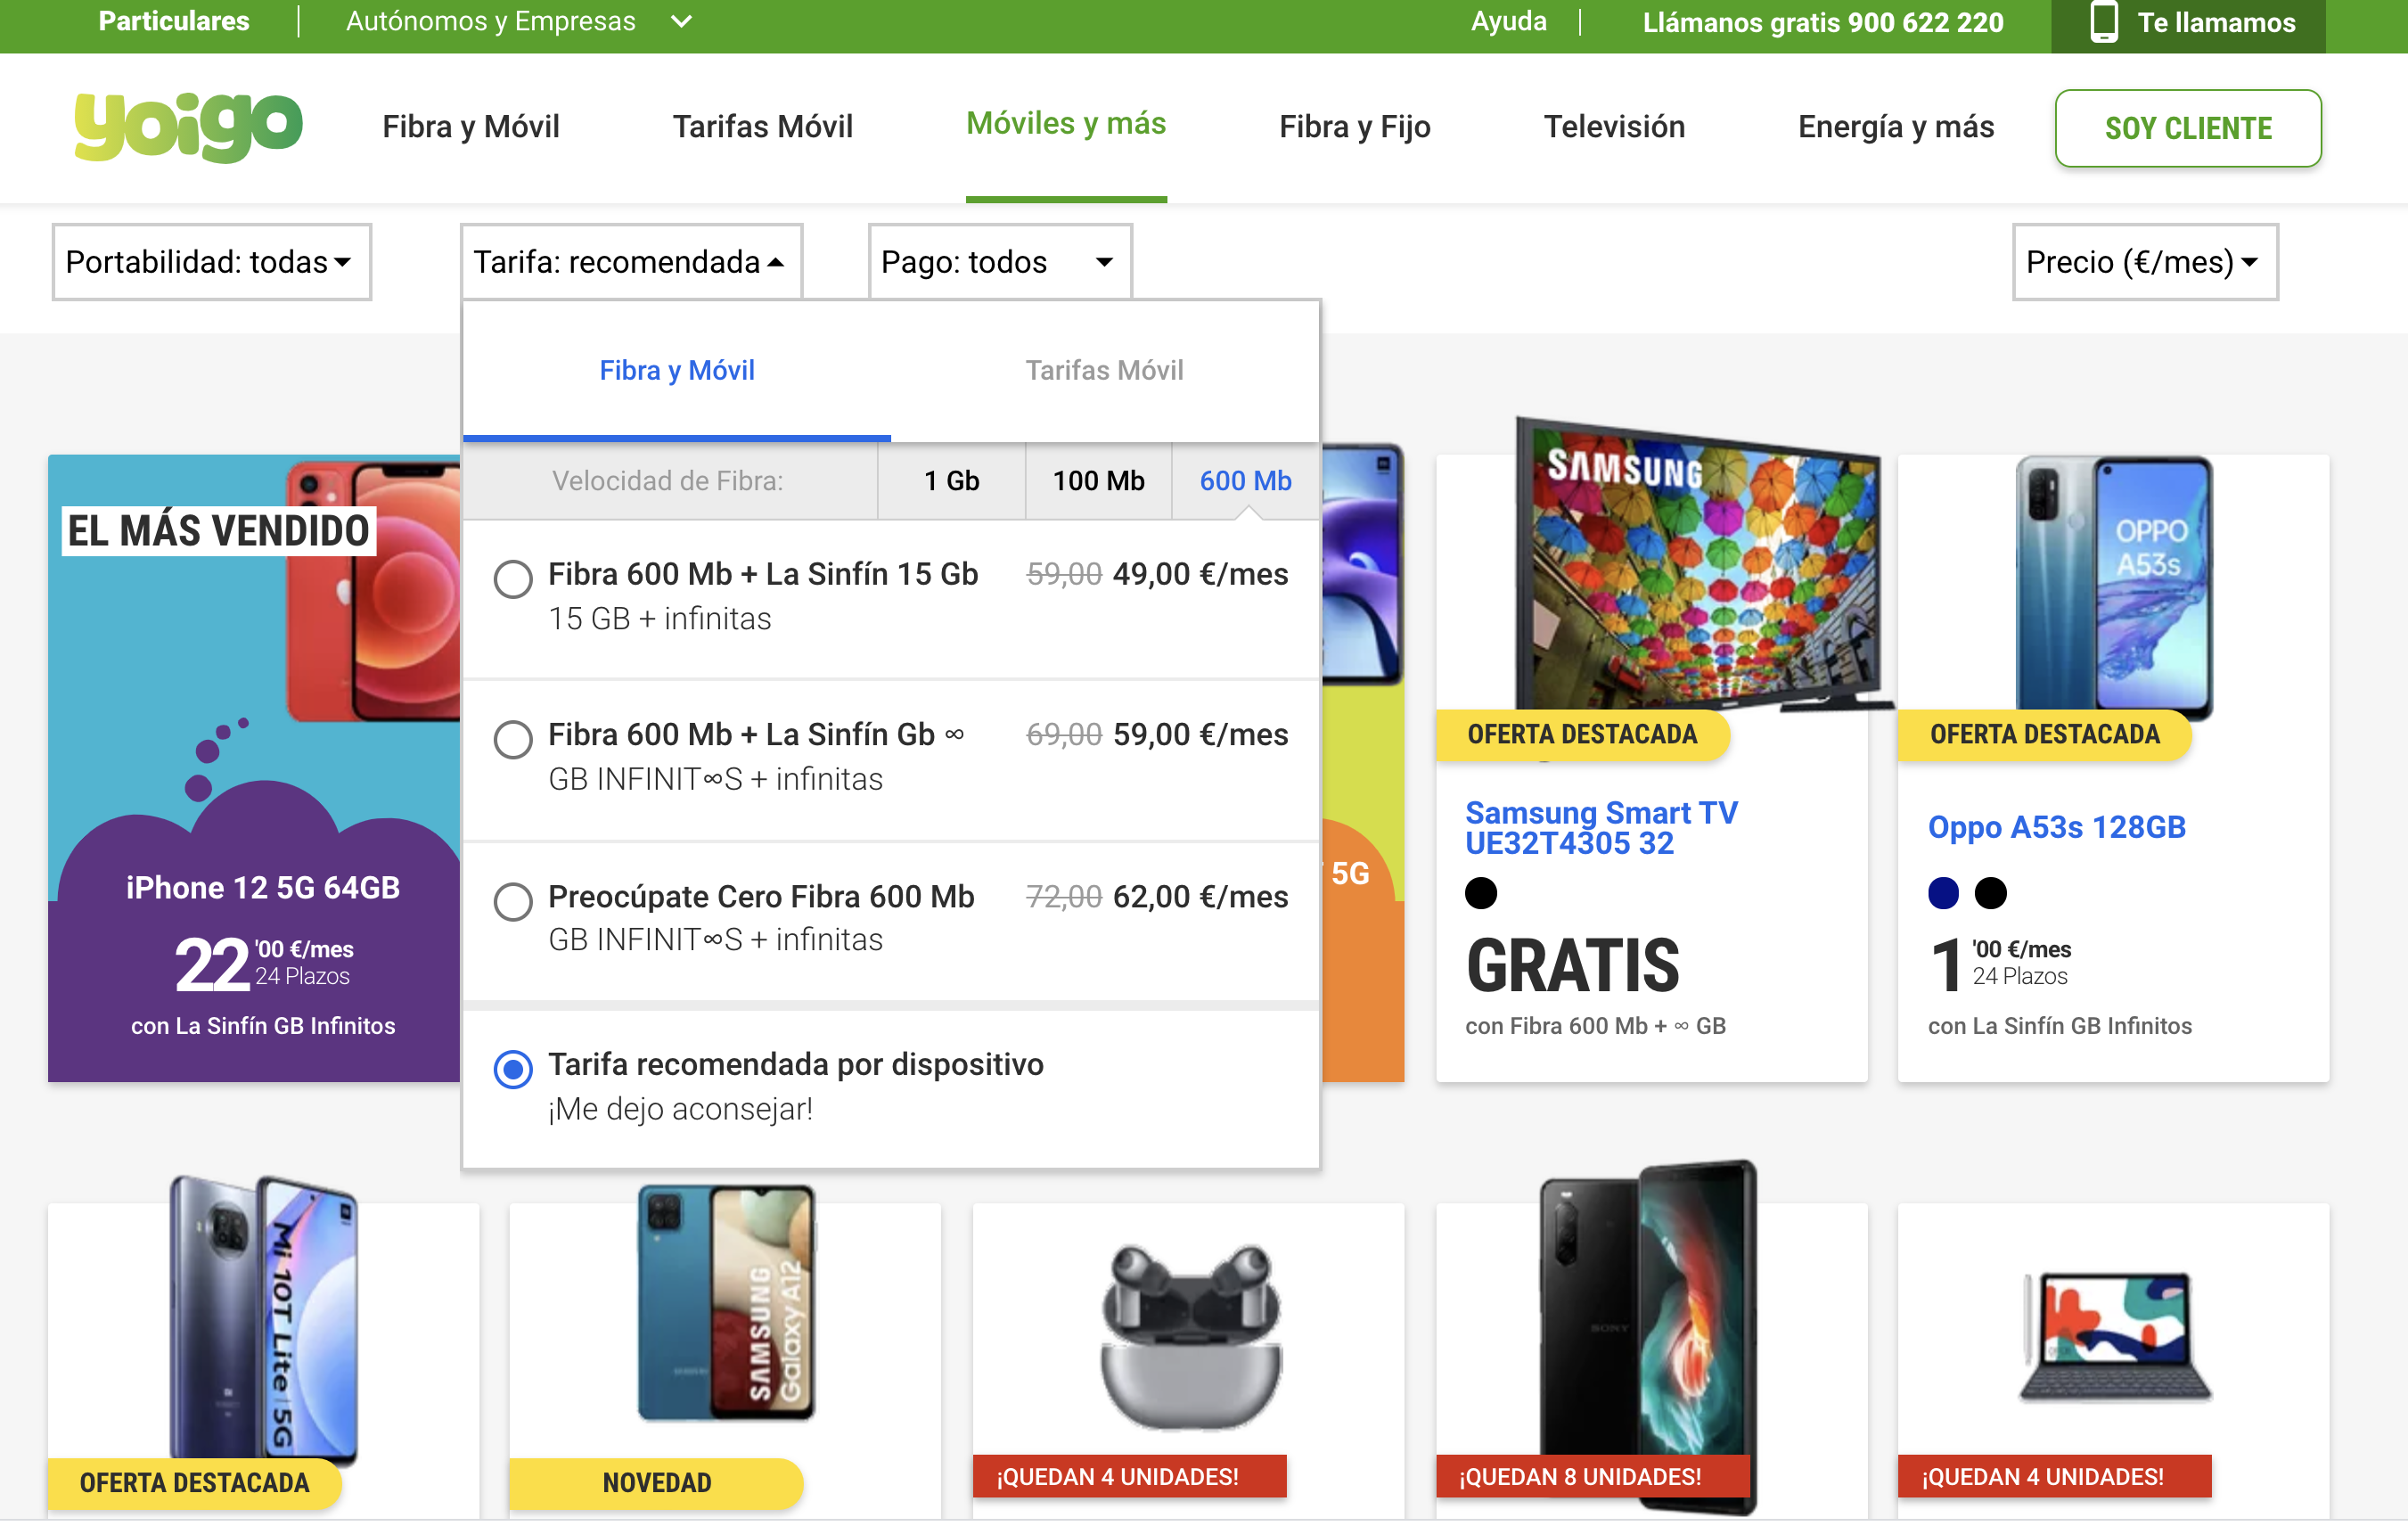 Particulares
Autónomos y Empresas
Ayuda
Llámanos gratis 900 622 220
Te llamamos
yoigo
Fibra y Móvil
Tarifas Móvil
Móviles y más
Fibra y Fijo
Televisión
Energía y más
SOY CLIENTE
Portabilidad: todas
Tarifa: recomendada
Pago: todos
Precio (€/mes)
Fibra y Móvil
Tarifas Móvil
Velocidad de Fibra:
1 Gb
100 Mb
600 Mb
Fibra 600 Mb + La Sinfín 15 Gb
59,00 49,00 €/mes
15 GB + infinitas
Fibra 600 Mb + La Sinfín Gb ∞
69,00 59,00 €/mes
GB INFINIT∞S + infinitas
Preocúpate Cero Fibra 600 Mb
72,00 62,00 €/mes
GB INFINIT∞S + infinitas
Tarifa recomendada por dispositivo
¡Me dejo aconsejar!
EL MÁS VENDIDO
iPhone 12 5G 64GB
22'00 €/mes
24 Plazos
con La Sinfín GB Infinitos
5G
SAMSUNG
OFERTA DESTACADA
Samsung Smart TV
UE32T4305 32
GRATIS
con Fibra 600 Mb + ∞ GB
OPPO
A53s
OFERTA DESTACADA
Oppo A53s 128GB
1'00 €/mes
24 Plazos
con La Sinfín GB Infinitos
Mi 10T Lite 5G
OFERTA DESTACADA
SAMSUNG
Galaxy A12
NOVEDAD
¡QUEDAN 4 UNIDADES!
SONY
¡QUEDAN 8 UNIDADES!
¡QUEDAN 4 UNIDADES!